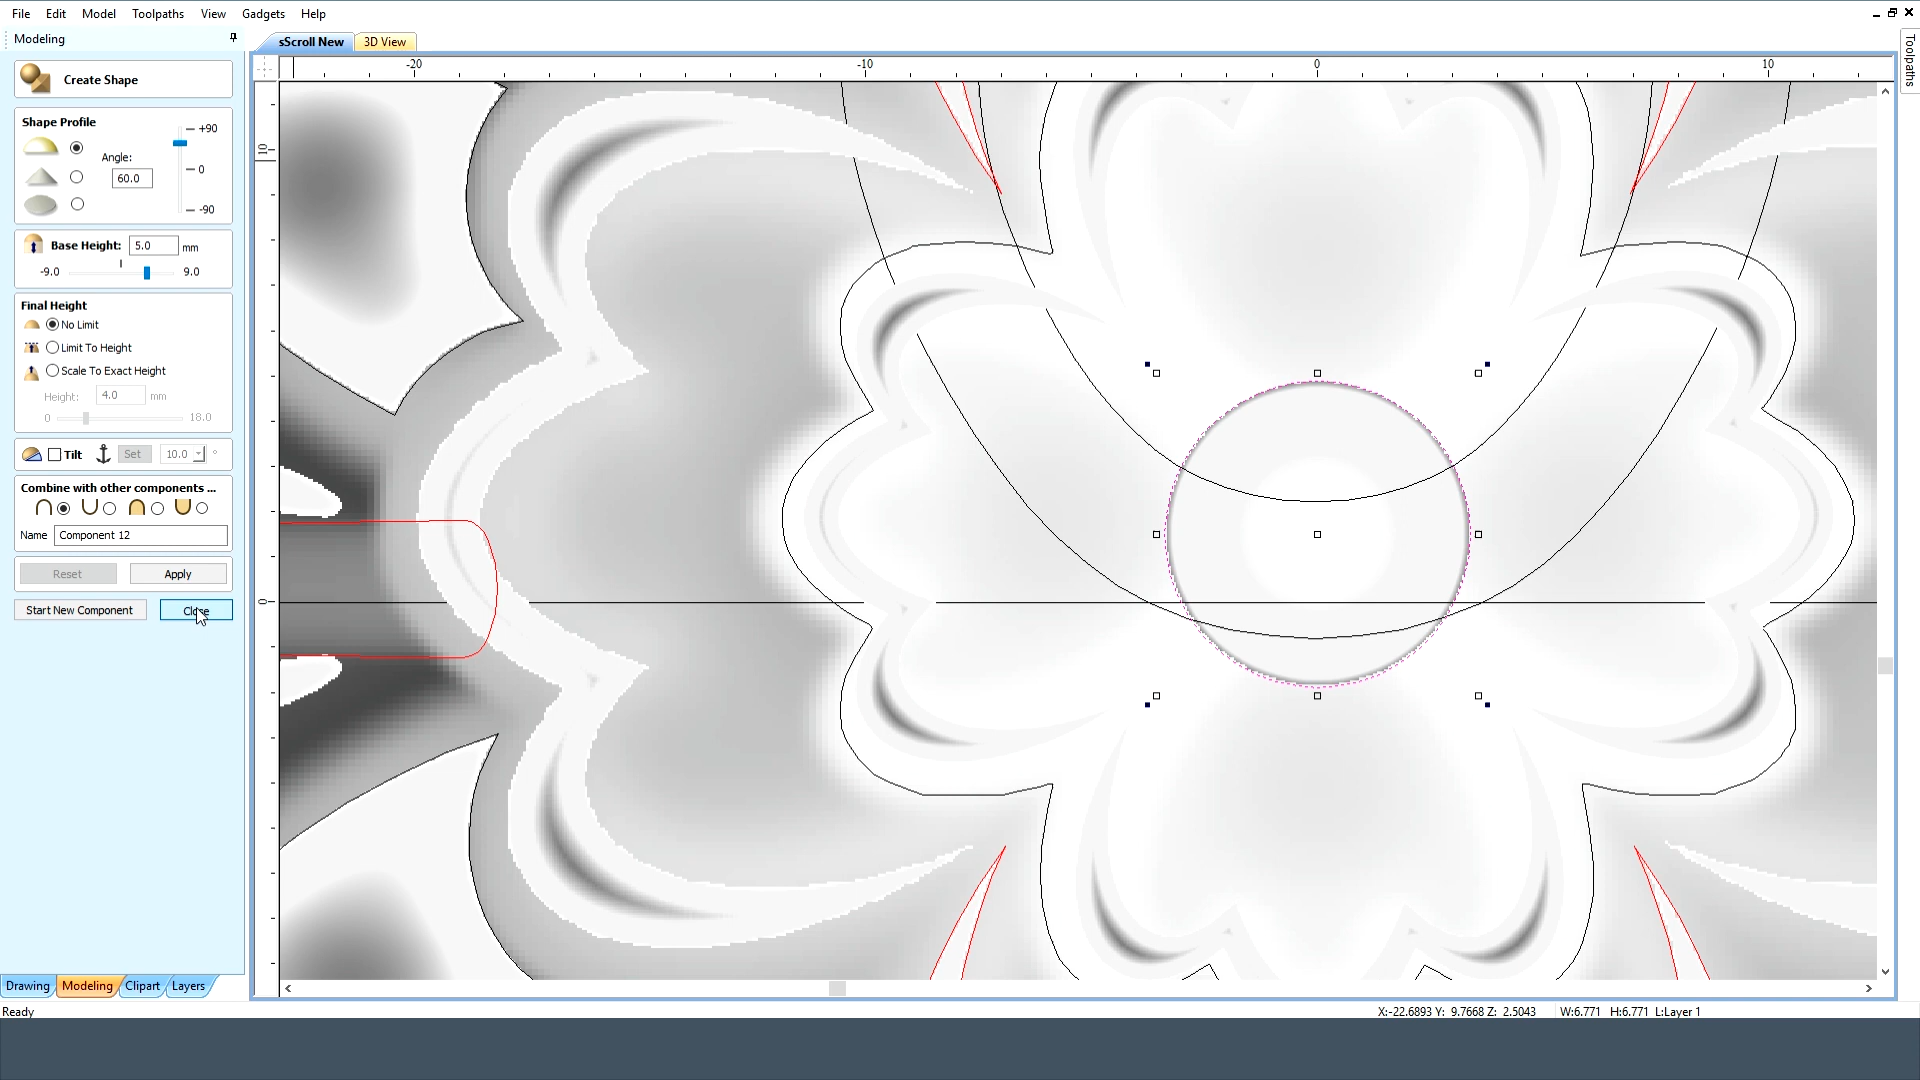 File Edit Model Toolpaths View Gadgets Help
Modeling
sScroll New 3D View
Toolpaths
-20 -10 0 10
10
0
Create Shape
Shape Profile
+90
Angle:
0
60.0
-90
Base Height: 5.0 mm
-9.0 9.0
Final Height
No Limit
Limit To Height
Scale To Exact Height
Height: 4.0 mm
0 18.0
Tilt Set 10.0 °
Combine with other components ...
Name Component 12
Reset Apply
Start New Component Close
Drawing Modeling Clipart Layers
Ready
X:-22.6893 Y: 9.7668 Z: 2.5043 W:6.771 H:6.771 L:Layer 1